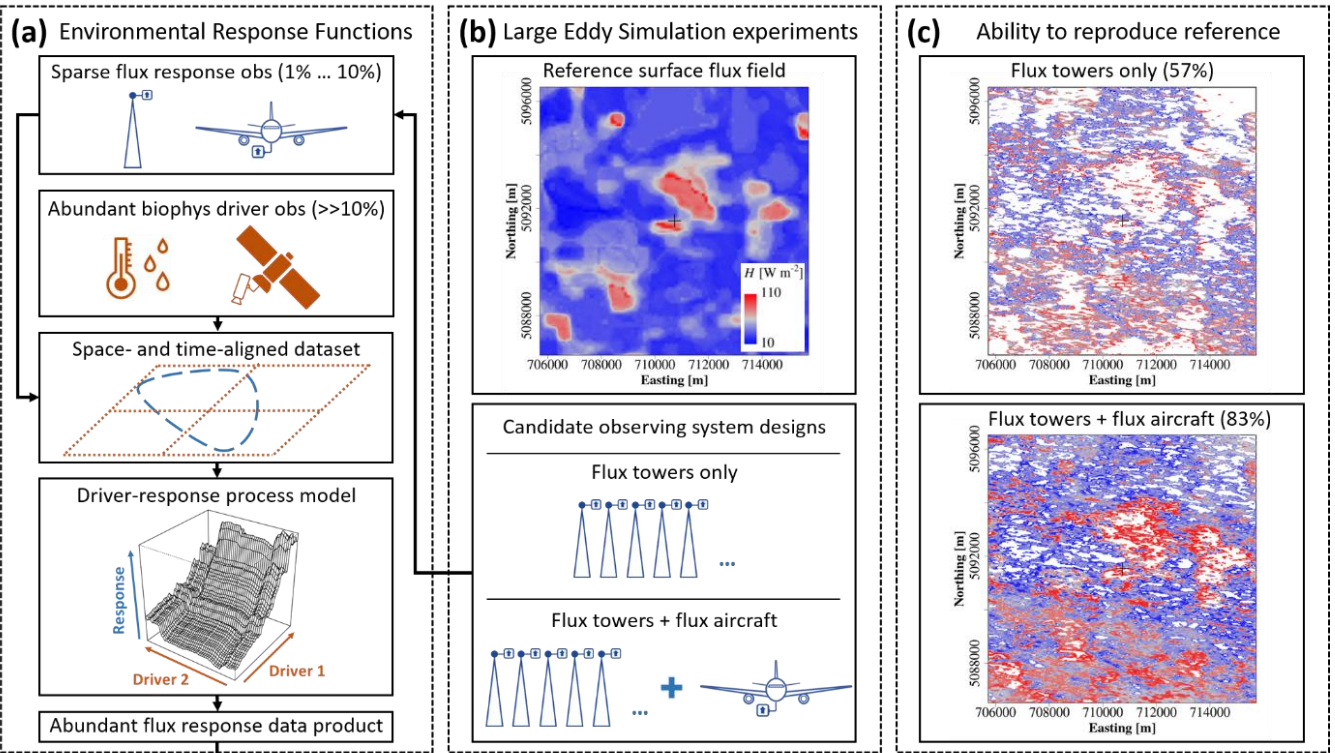 (a) Environmental Response Functions
Sparse flux response obs (1% ... 10%)
Abundant biophys driver obs (>>10%)
Space- and time-aligned dataset
Driver-response process model
Response
Driver 2
Driver 1
Abundant flux response data product
(b) Large Eddy Simulation experiments
Reference surface flux field
5096000
5092000
5088000
Northing [m]
H [W m⁻²]
110
10
706000 708000 710000 712000 714000
Easting [m]
Candidate observing system designs
Flux towers only
...
Flux towers + flux aircraft
...
+
(c) Ability to reproduce reference
Flux towers only (57%)
5096000
5092000
5088000
Northing [m]
706000 708000 710000 712000 714000
Easting [m]
Flux towers + flux aircraft (83%)
5096000
5092000
5088000
Northing [m]
706000 708000 710000 712000 714000
Easting [m]